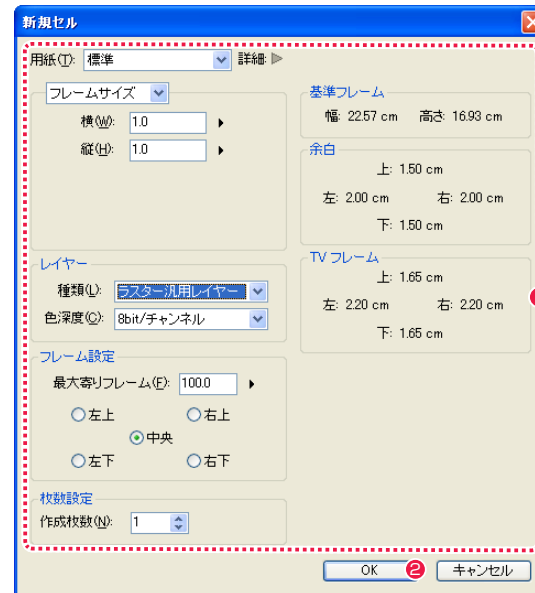 新規セル
用紙(T): 標準 詳細:
フレームサイズ
横(W): 1.0
縦(H): 1.0
基準フレーム
幅: 22.57 cm 高さ: 16.93 cm
余白
上: 1.50 cm
左: 2.00 cm 右: 2.00 cm
下: 1.50 cm
レイヤー
種類(L): ラスター汎用レイヤー
色深度(C): 8bit/チャンネル
TV フレーム
上: 1.65 cm
左: 2.20 cm 右: 2.20 cm
下: 1.65 cm
フレーム設定
最大寄りフレーム(F): 100.0
左上 右上
中央
左下 右下
枚数設定
作成枚数(N): 1
OK 2 キャンセル